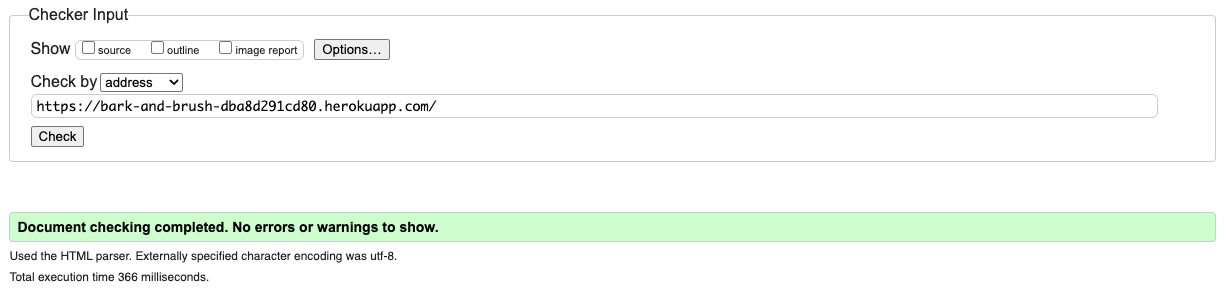 Checker Input
Show source outline image report Options...
Check by address
https://bark-and-brush-dba8d291cd80.herokuapp.com/
Check
Document checking completed. No errors or warnings to show.
Used the HTML parser. Externally specified character encoding was utf-8.
Total execution time 366 milliseconds.